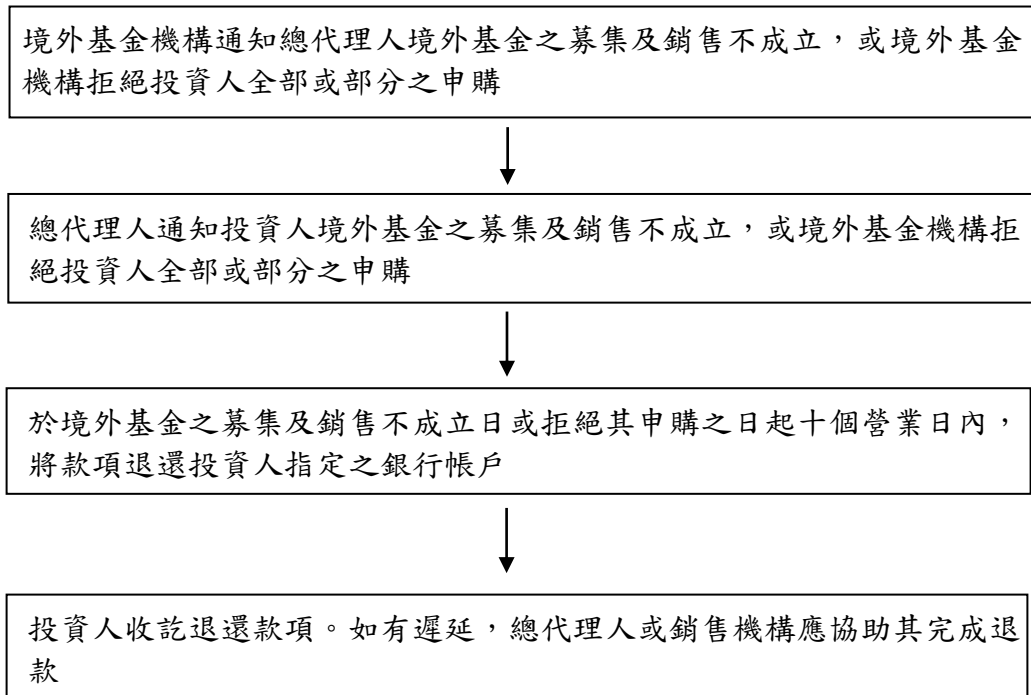 境外基金機構通知總代理人境外基金之募集及銷售不成立，或境外基金
機構拒絕投資人全部或部分之申購
總代理人通知投資人境外基金之募集及銷售不成立，或境外基金機構拒
絕投資人全部或部分之申購
於境外基金之募集及銷售不成立日或拒絕其申購之日起十個營業日內，
將款項退還投資人指定之銀行帳戶
投資人收訖退還款項。如有遲延，總代理人或銷售機構應協助其完成退
款